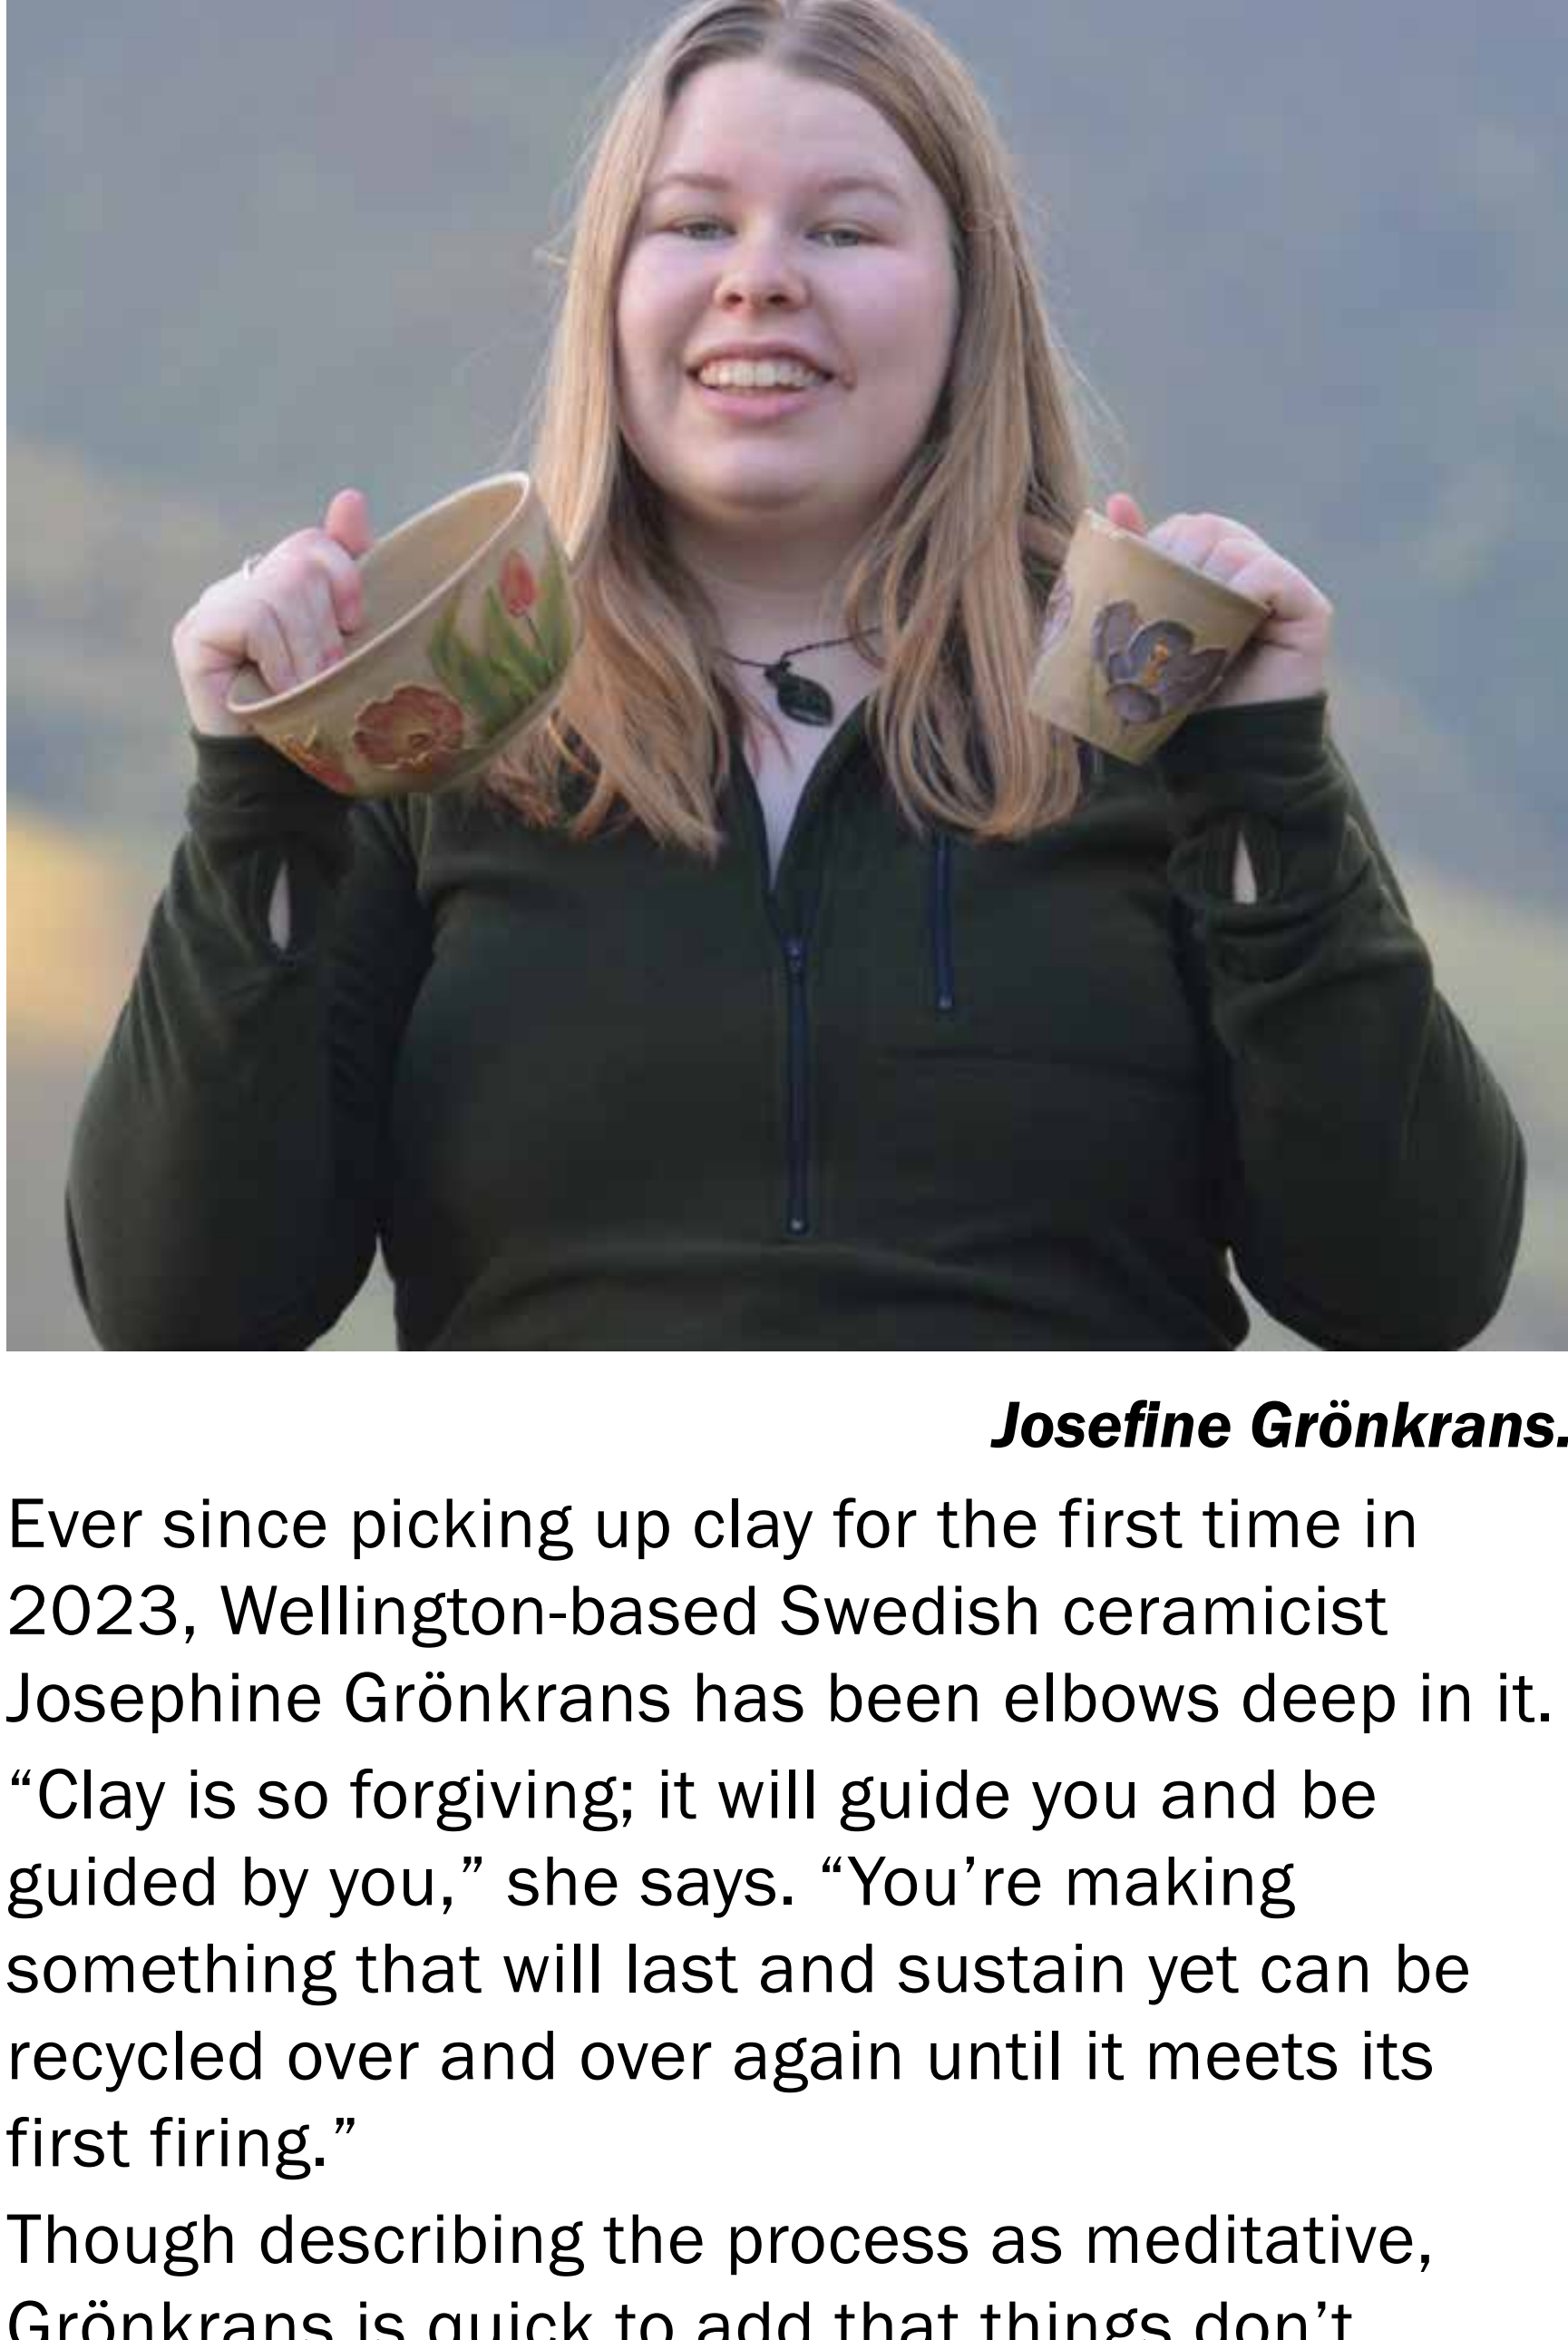 Josefine Grönkrans.
Ever since picking up clay for the first time in
2023, Wellington-based Swedish ceramicist
Josephine Grönkrans has been elbows deep in it.
“Clay is so forgiving; it will guide you and be
guided by you,” she says. “You’re making
something that will last and sustain yet can be
recycled over and over again until it meets its
first firing.”
Though describing the process as meditative,
Grönkrans is quick to add that things don’t